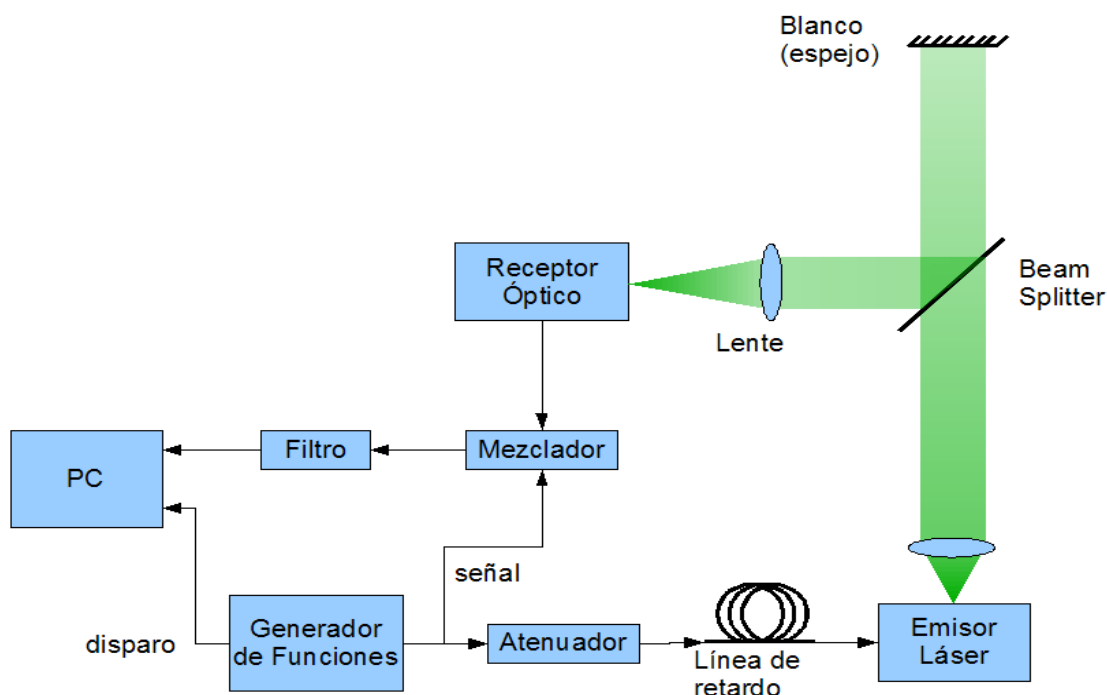 Blanco
(espejo)
Receptor
Óptico
Beam
Splitter
Lente
PC
Filtro
Mezclador
señal
disparo
Generador
de Funciones
Atenuador
Línea de
retardo
Emisor
Láser